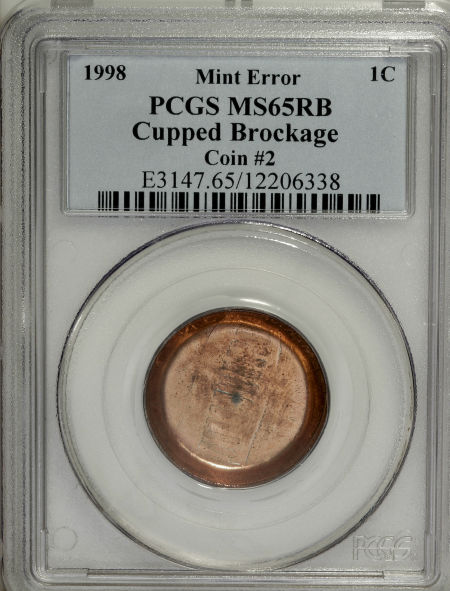 1998 Mint Error 1C
PCGS MS65RB
Cupped Brockage
Coin #2
E3147.65/12206338
PCGS